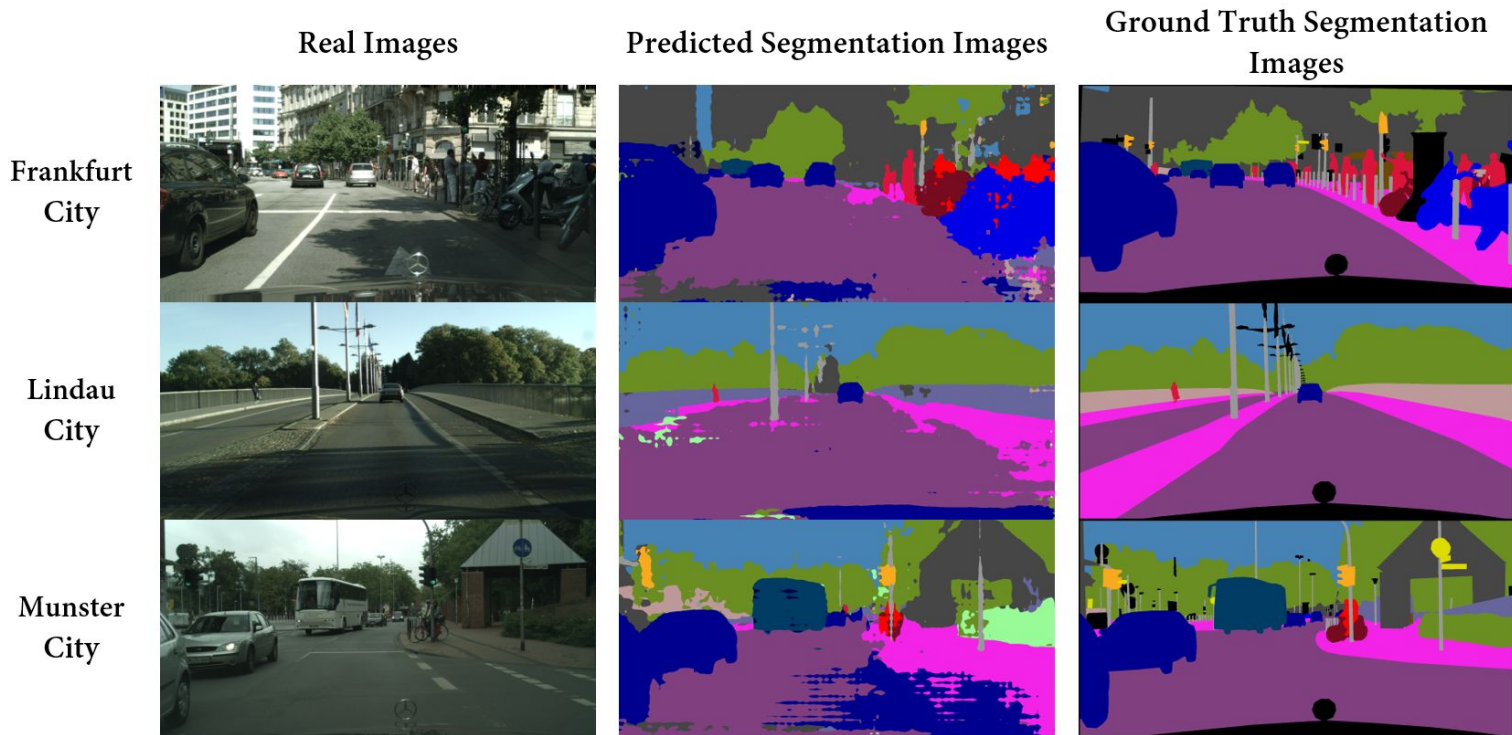 Real Images
Predicted Segmentation Images
Ground Truth Segmentation
Images
Frankfurt
City
Lindau
City
Munster
City